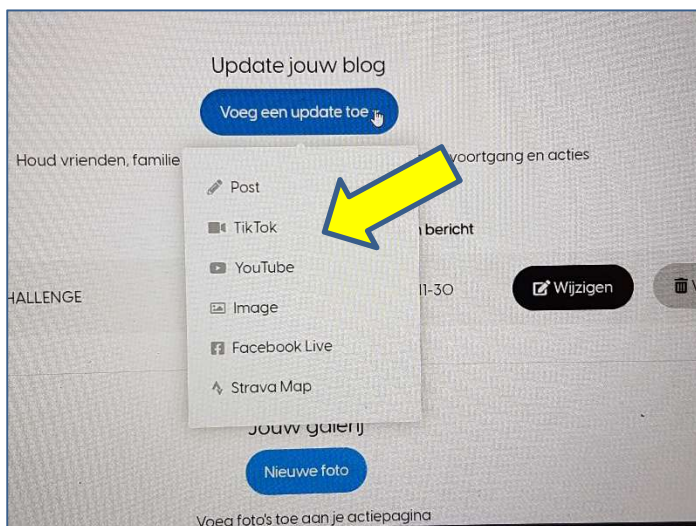 Update jouw blog
Voeg een update toe
Houd vrienden, familie voortgang en acties
Post
TikTok
bericht
YouTube
HALLENGE 11-30 Wijzigen
Image
Facebook Live
Strava Map
Jouw galerij
Nieuwe foto
Voeg foto's toe aan je actiepagina